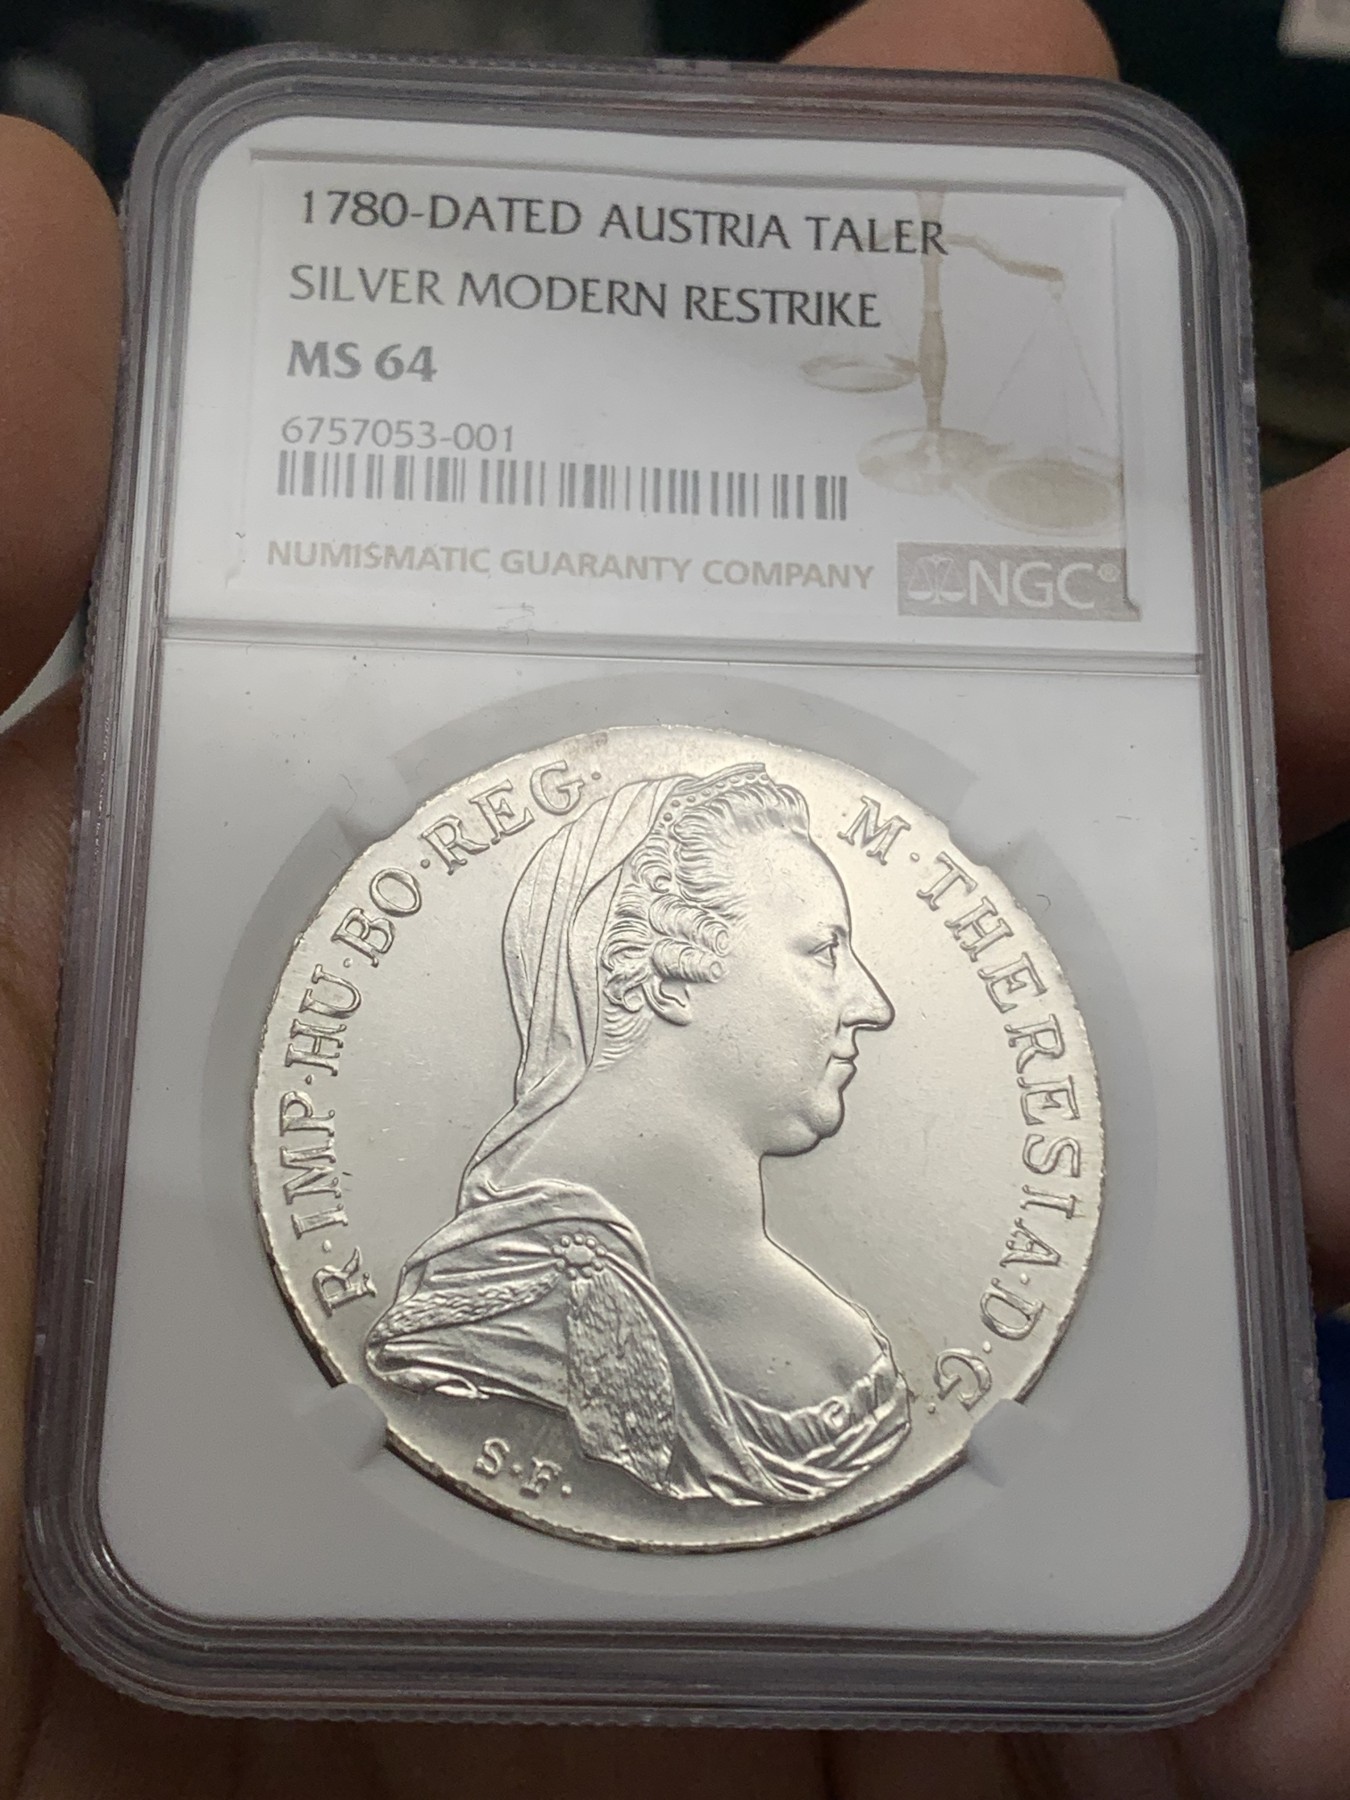 1780-DATED AUSTRIA TALER
SILVER MODERN RESTRIKE
MS 64
6757053-001
NUMISMATIC GUARANTY COMPANY
NGC®
R·IMP·HU·BO·REG·
M·THERESIA·D·G·
S·F·